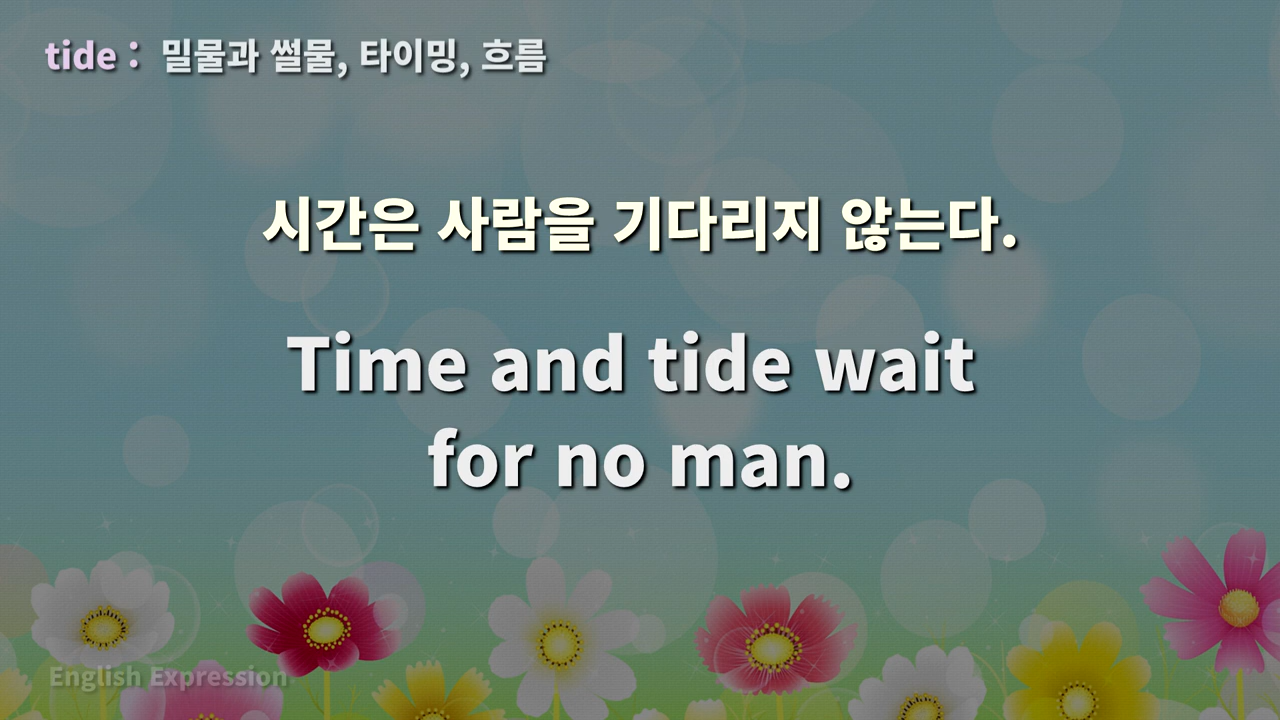 tide : 밀물과 썰물, 타이밍, 흐름
시간은 사람을 기다리지 않는다.
Time and tide wait
for no man.
English Expression